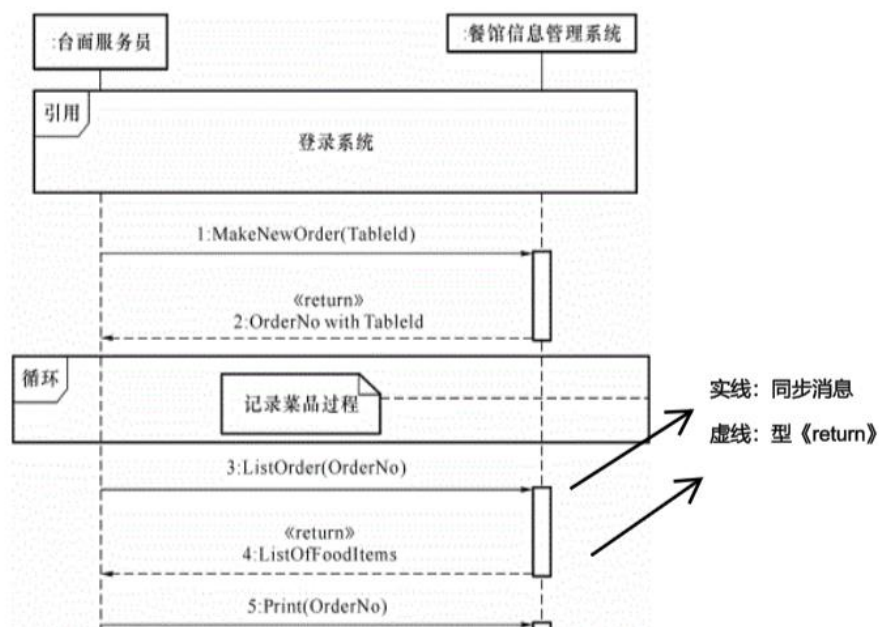 :台面服务员
:餐馆信息管理系统
引用
登录系统
1:MakeNewOrder(TableId)
《return》
2:OrderNo with TableId
循环
记录菜品过程
实线：同步消息
虚线：型《return》
3:ListOrder(OrderNo)
《return》
4:ListOfFoodItems
5:Print(OrderNo)